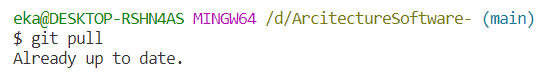 eka@DESKTOP-RSHN4AS MINGW64 /d/ArcitectureSoftware- (main)
$ git pull
Already up to date.